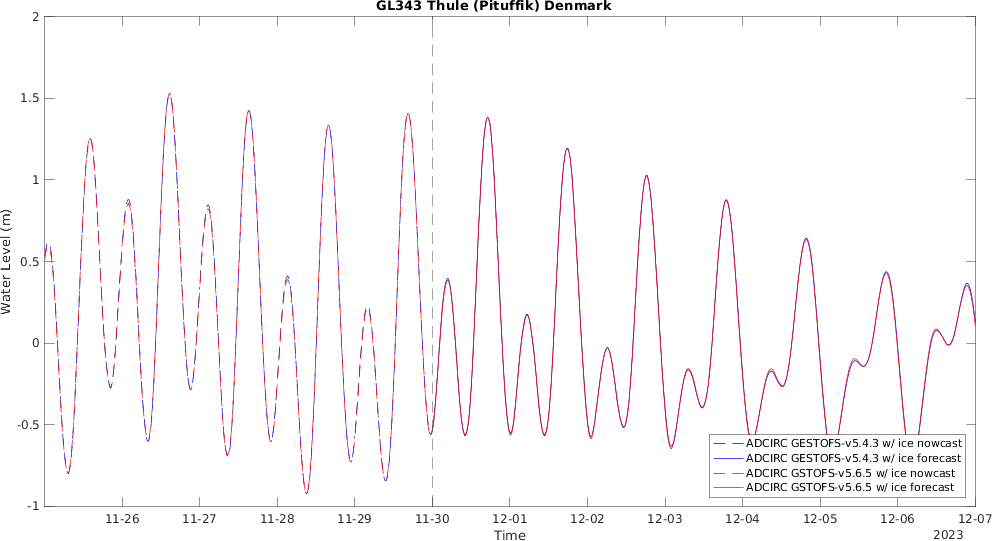 GL343 Thule (Pituffik) Denmark
2
1.5
1
0.5
0
-0.5
-1
Water Level (m)
11-26 11-27 11-28 11-29 11-30 12-01 12-02 12-03 12-04 12-05 12-06 12-07
Time
2023
ADCIRC GESTOFS-v5.4.3 w/ ice nowcast
ADCIRC GESTOFS-v5.4.3 w/ ice forecast
ADCIRC GSTOFS-v5.6.5 w/ ice nowcast
ADCIRC GSTOFS-v5.6.5 w/ ice forecast